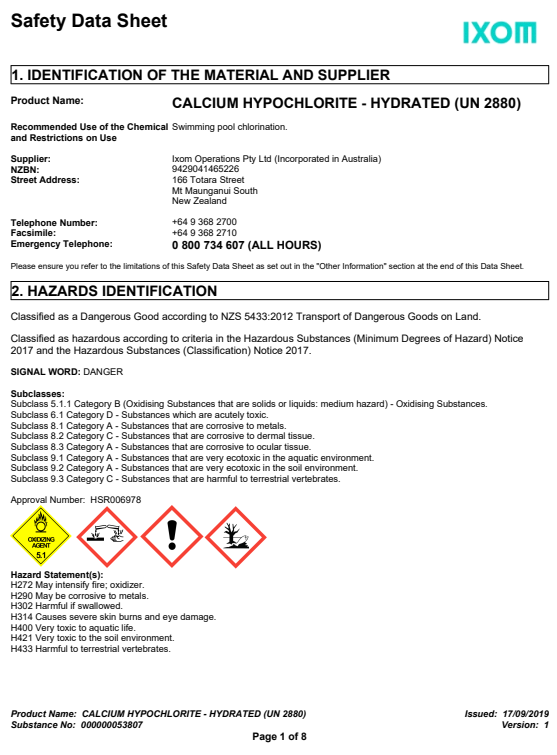 Safety Data Sheet
IXOM
1. IDENTIFICATION OF THE MATERIAL AND SUPPLIER
Product Name: CALCIUM HYPOCHLORITE - HYDRATED (UN 2880)
Recommended Use of the Chemical Swimming pool chlorination.
and Restrictions on Use
Supplier: Ixom Operations Pty Ltd (Incorporated in Australia)
NZBN: 9429041465226
Street Address: 166 Totara Street
Mt Maunganui South
New Zealand
Telephone Number: +64 9 368 2700
Facsimile: +64 9 368 2710
Emergency Telephone: 0 800 734 607 (ALL HOURS)
Please ensure you refer to the limitations of this Safety Data Sheet as set out in the "Other Information" section at the end of this Data Sheet.
2. HAZARDS IDENTIFICATION
Classified as a Dangerous Good according to NZS 5433:2012 Transport of Dangerous Goods on Land.
Classified as hazardous according to criteria in the Hazardous Substances (Minimum Degrees of Hazard) Notice
2017 and the Hazardous Substances (Classification) Notice 2017.
SIGNAL WORD: DANGER
Subclasses:
Subclass 5.1.1 Category B (Oxidising Substances that are solids or liquids: medium hazard) - Oxidising Substances.
Subclass 6.1 Category D - Substances which are acutely toxic.
Subclass 8.1 Category A - Substances that are corrosive to metals.
Subclass 8.2 Category C - Substances that are corrosive to dermal tissue.
Subclass 8.3 Category A - Substances that are corrosive to ocular tissue.
Subclass 9.1 Category A - Substances that are very ecotoxic in the aquatic environment.
Subclass 9.2 Category A - Substances that are very ecotoxic in the soil environment.
Subclass 9.3 Category C - Substances that are harmful to terrestrial vertebrates.
Approval Number: HSR006978
OXIDIZING
AGENT
5.1
Hazard Statement(s):
H272 May intensify fire; oxidizer.
H290 May be corrosive to metals.
H302 Harmful if swallowed.
H314 Causes severe skin burns and eye damage.
H400 Very toxic to aquatic life.
H421 Very toxic to the soil environment.
H433 Harmful to terrestrial vertebrates.
Product Name: CALCIUM HYPOCHLORITE - HYDRATED (UN 2880) Issued: 17/09/2019
Substance No: 000000053807 Version: 1
Page 1 of 8